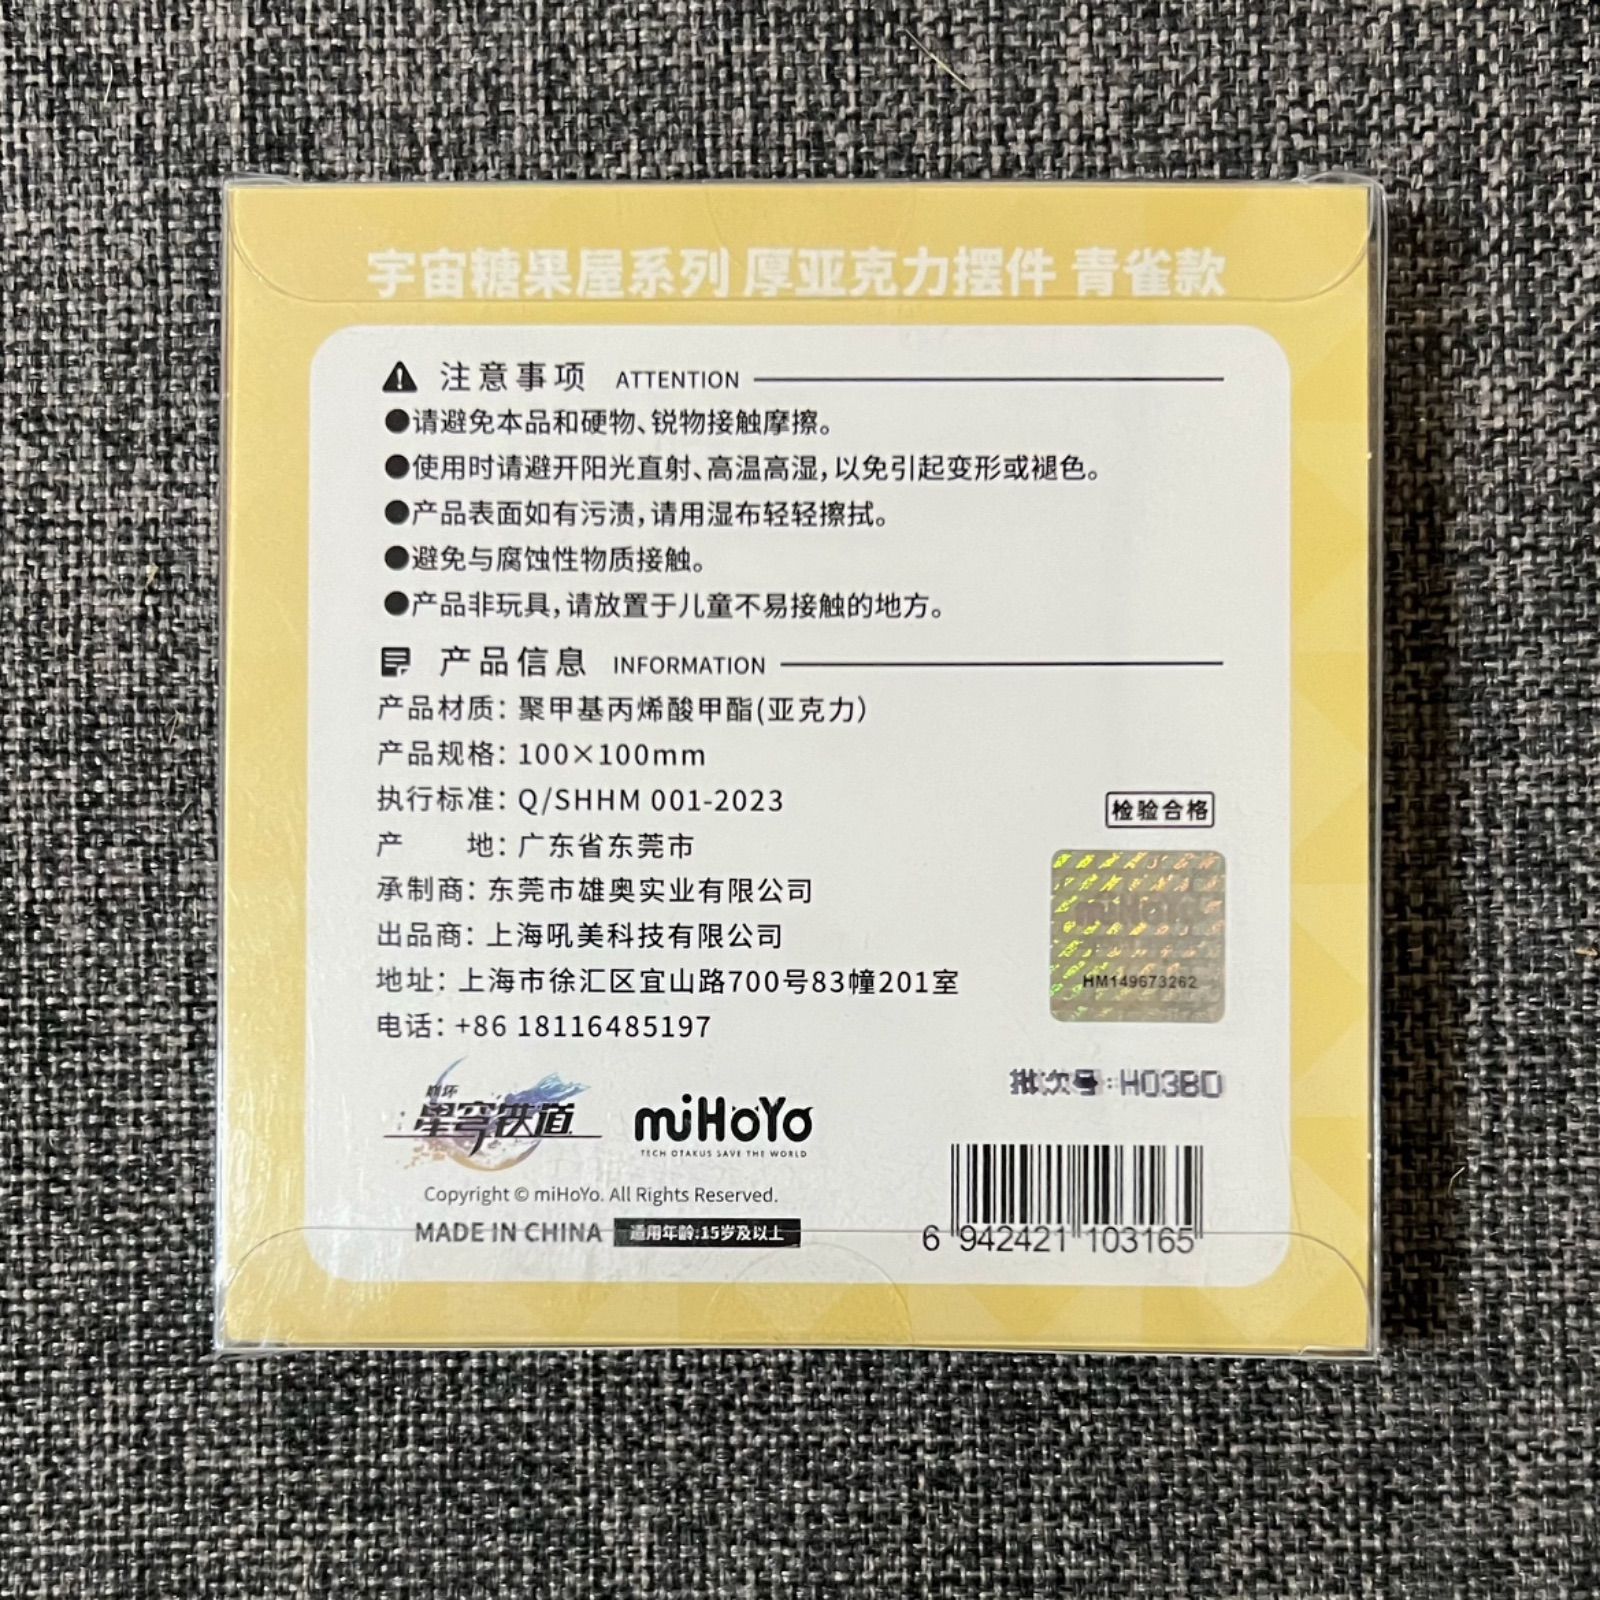 宇宙糖果屋系列 厚亚克力摆件 青雀款
注意事项 ATTENTION
●请避免本品和硬物、锐物接触摩擦。
●使用时请避开阳光直射、高温高湿，以免引起变形或褪色。
●产品表面如有污渍，请用湿布轻轻擦拭。
●避免与腐蚀性物质接触。
●产品非玩具，请放置于儿童不易接触的地方。
产品信息 INFORMATION
产品材质：聚甲基丙烯酸甲酯(亚克力)
产品规格：100×100mm
执行标准：Q/SHHM 001-2023
产 地：广东省东莞市
承制商：东莞市雄奥实业有限公司
出品商：上海吼美科技有限公司
地址：上海市徐汇区宜山路700号83幢201室
电话：+86 18116485197
检验合格
miHoYo
HM149673262
批次号：H03BD
崩坏
星穹铁道
miHoYo
TECH OTAKUS SAVE THE WORLD
Copyright © miHoYo. All Rights Reserved.
MADE IN CHINA 适用年龄:15岁及以上
6 942421 103165